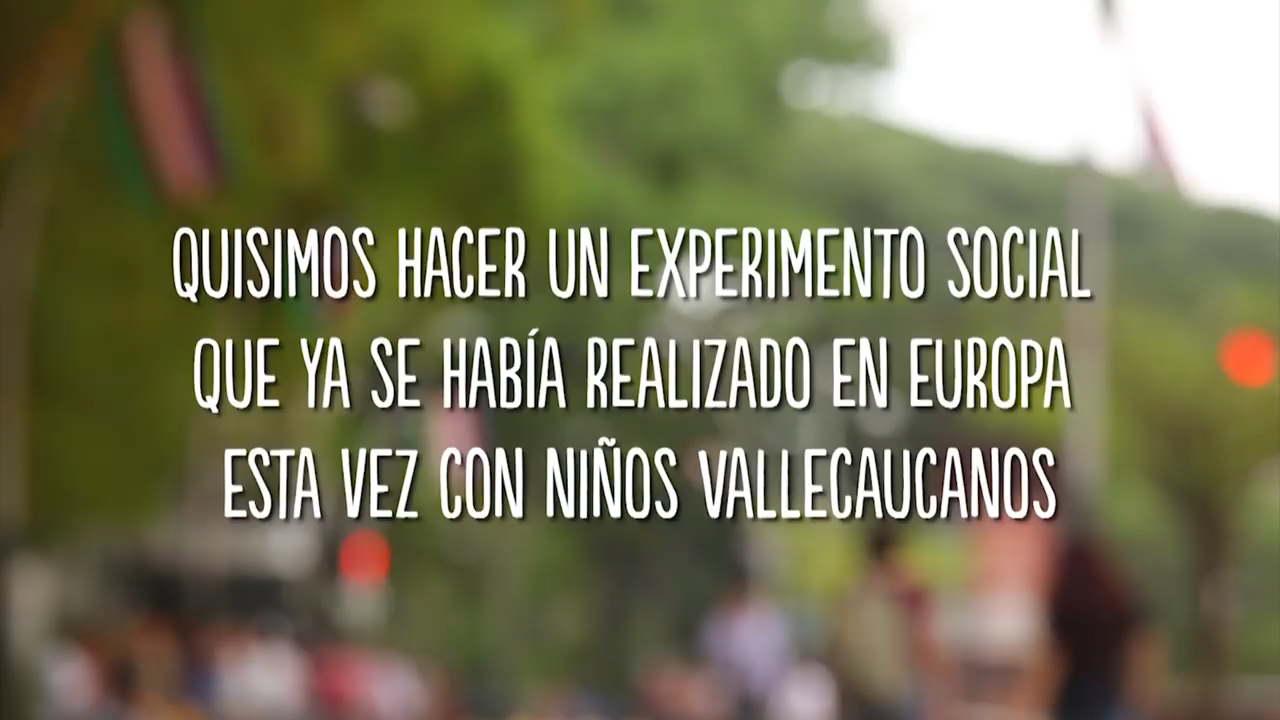 QUISIMOS HACER UN EXPERIMENTO SOCIAL
QUE YA SE HABÍA REALIZADO EN EUROPA
ESTA VEZ CON NIÑOS VALLECAUCANOS